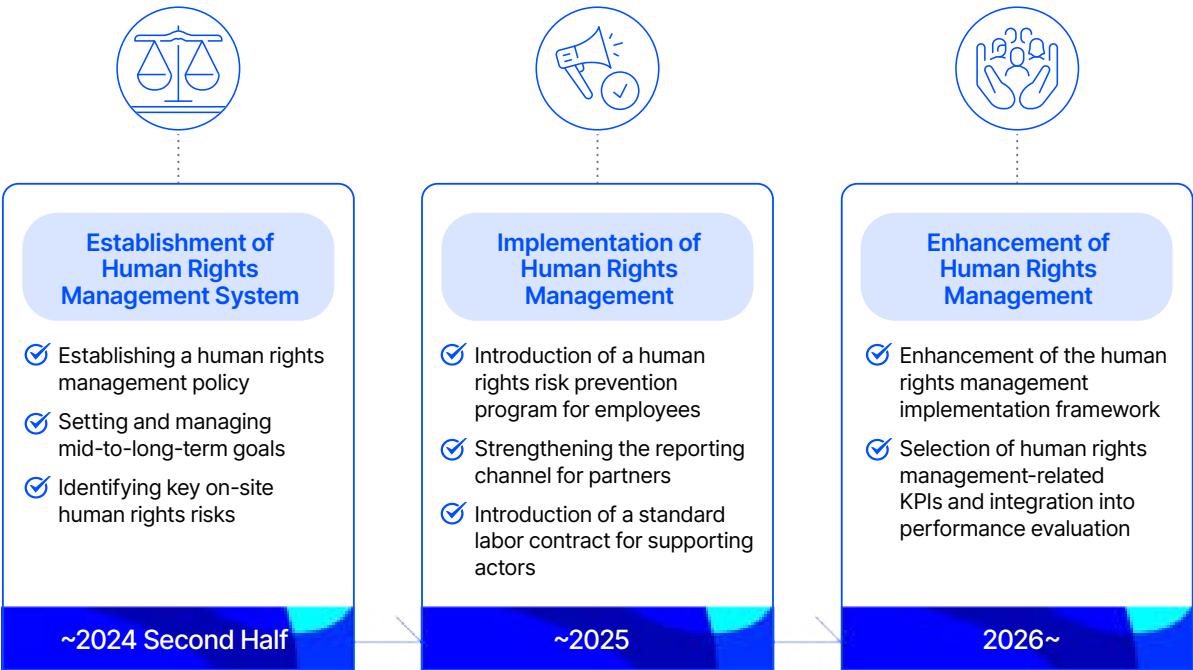 Establishment of
Human Rights
Management System
Establishing a human rights
management policy
Setting and managing
mid-to-long-term goals
Identifying key on-site
human rights risks
~2024 Second Half
Implementation of
Human Rights
Management
Introduction of a human
rights risk prevention
program for employees
Strengthening the reporting
channel for partners
Introduction of a standard
labor contract for supporting
actors
~2025
Enhancement of
Human Rights
Management
Enhancement of the human
rights management
implementation framework
Selection of human rights
management-related
KPIs and integration into
performance evaluation
2026~